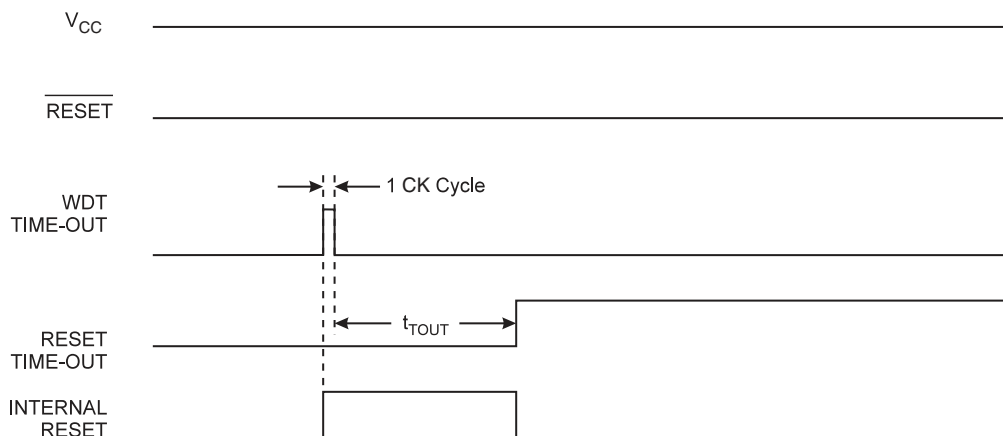 VCC
RESET
1 CK Cycle
WDT
TIME-OUT
tTOUT
RESET
TIME-OUT
INTERNAL
RESET